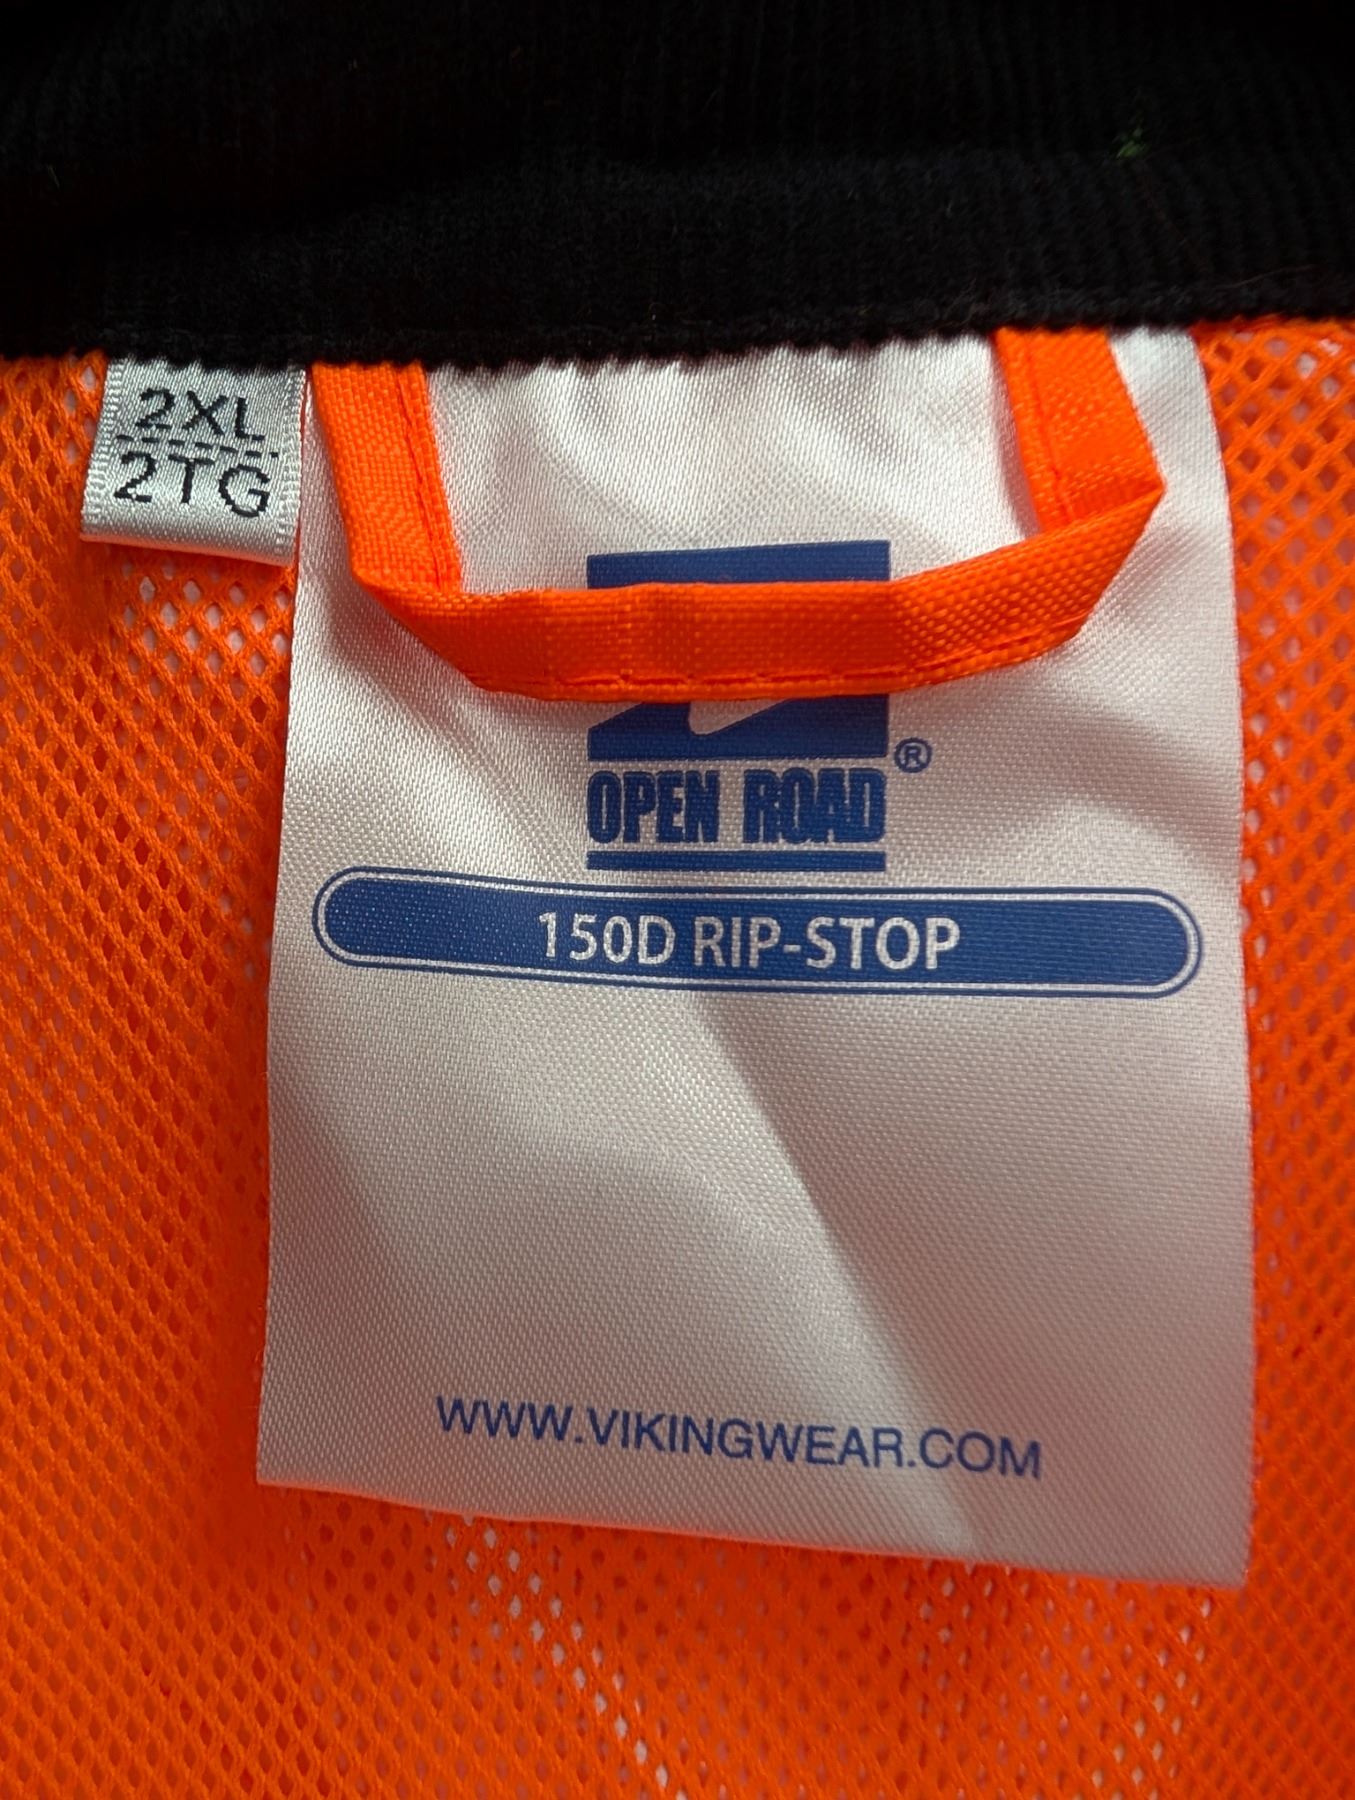 2XL
2TG
®
OPEN ROAD
150D RIP-STOP
WWW.VIKINGWEAR.COM